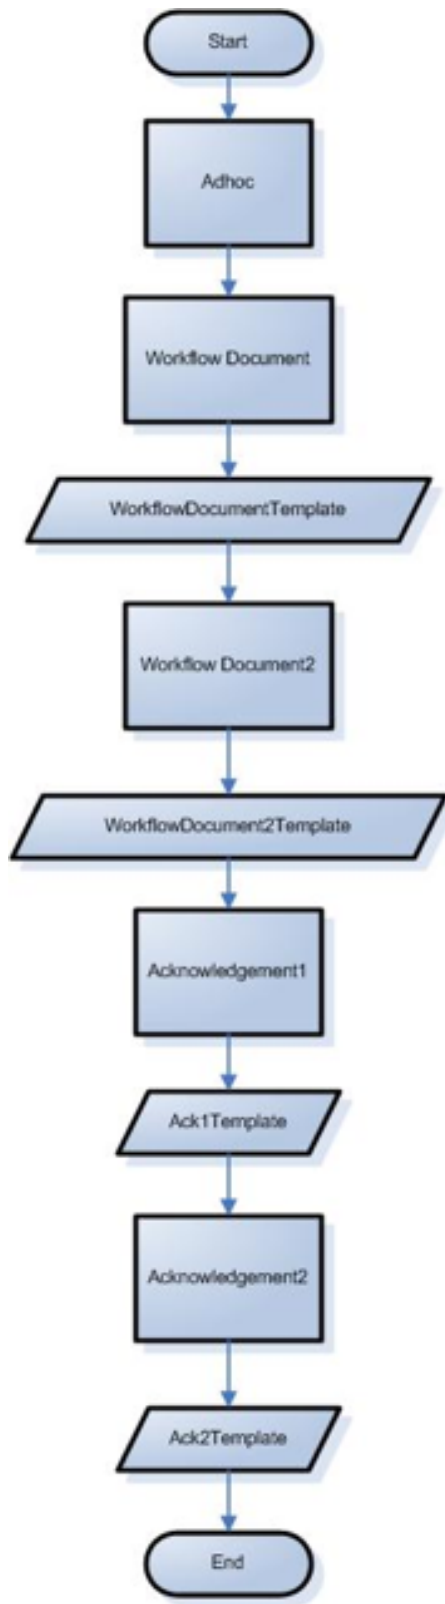 Start
Adhoc
Workflow Document
WorkflowDocumentTemplate
Workflow Document2
WorkflowDocument2Template
Acknowledgement1
Ack1Template
Acknowledgement2
Ack2Template
End